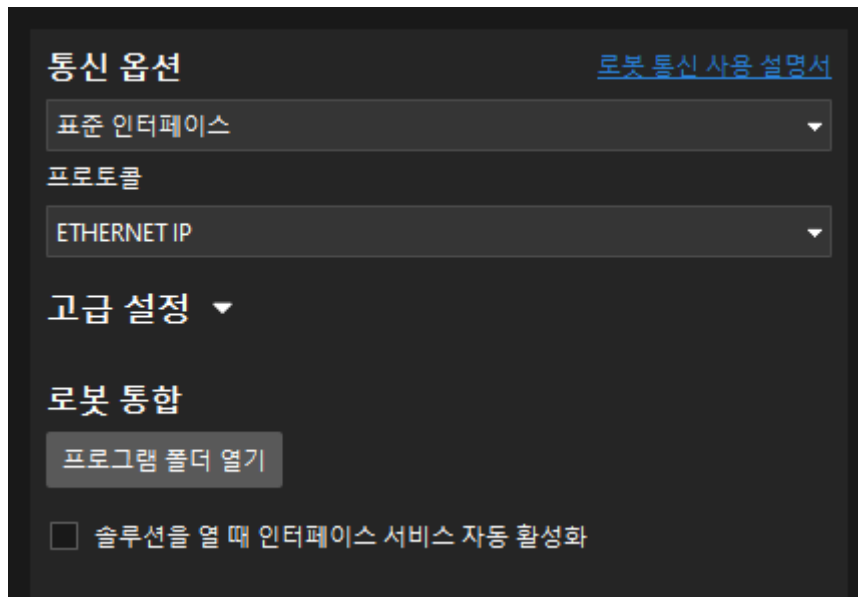 통신 옵션
로봇 통신 사용 설명서
표준 인터페이스
프로토콜
ETHERNET IP
고급 설정
로봇 통합
프로그램 폴더 열기
솔루션을 열 때 인터페이스 서비스 자동 활성화